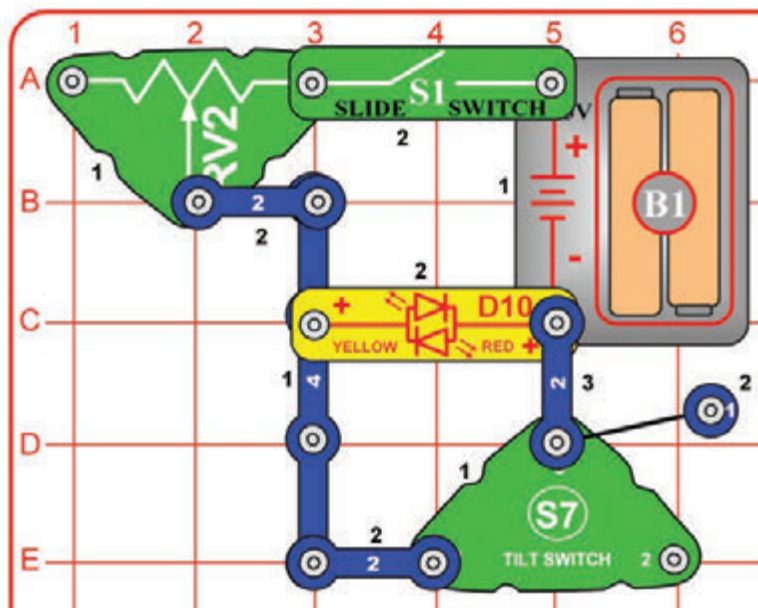 1 2 3 4 5 6
A
RV2
SLIDE S1 SWITCH
2
V
+
1
1
B
2
2
B1
-
2
C
+ D10
YELLOW RED +
1
4
2
3
2
1
D
1
S7
2
2
E
TILT SWITCH 2